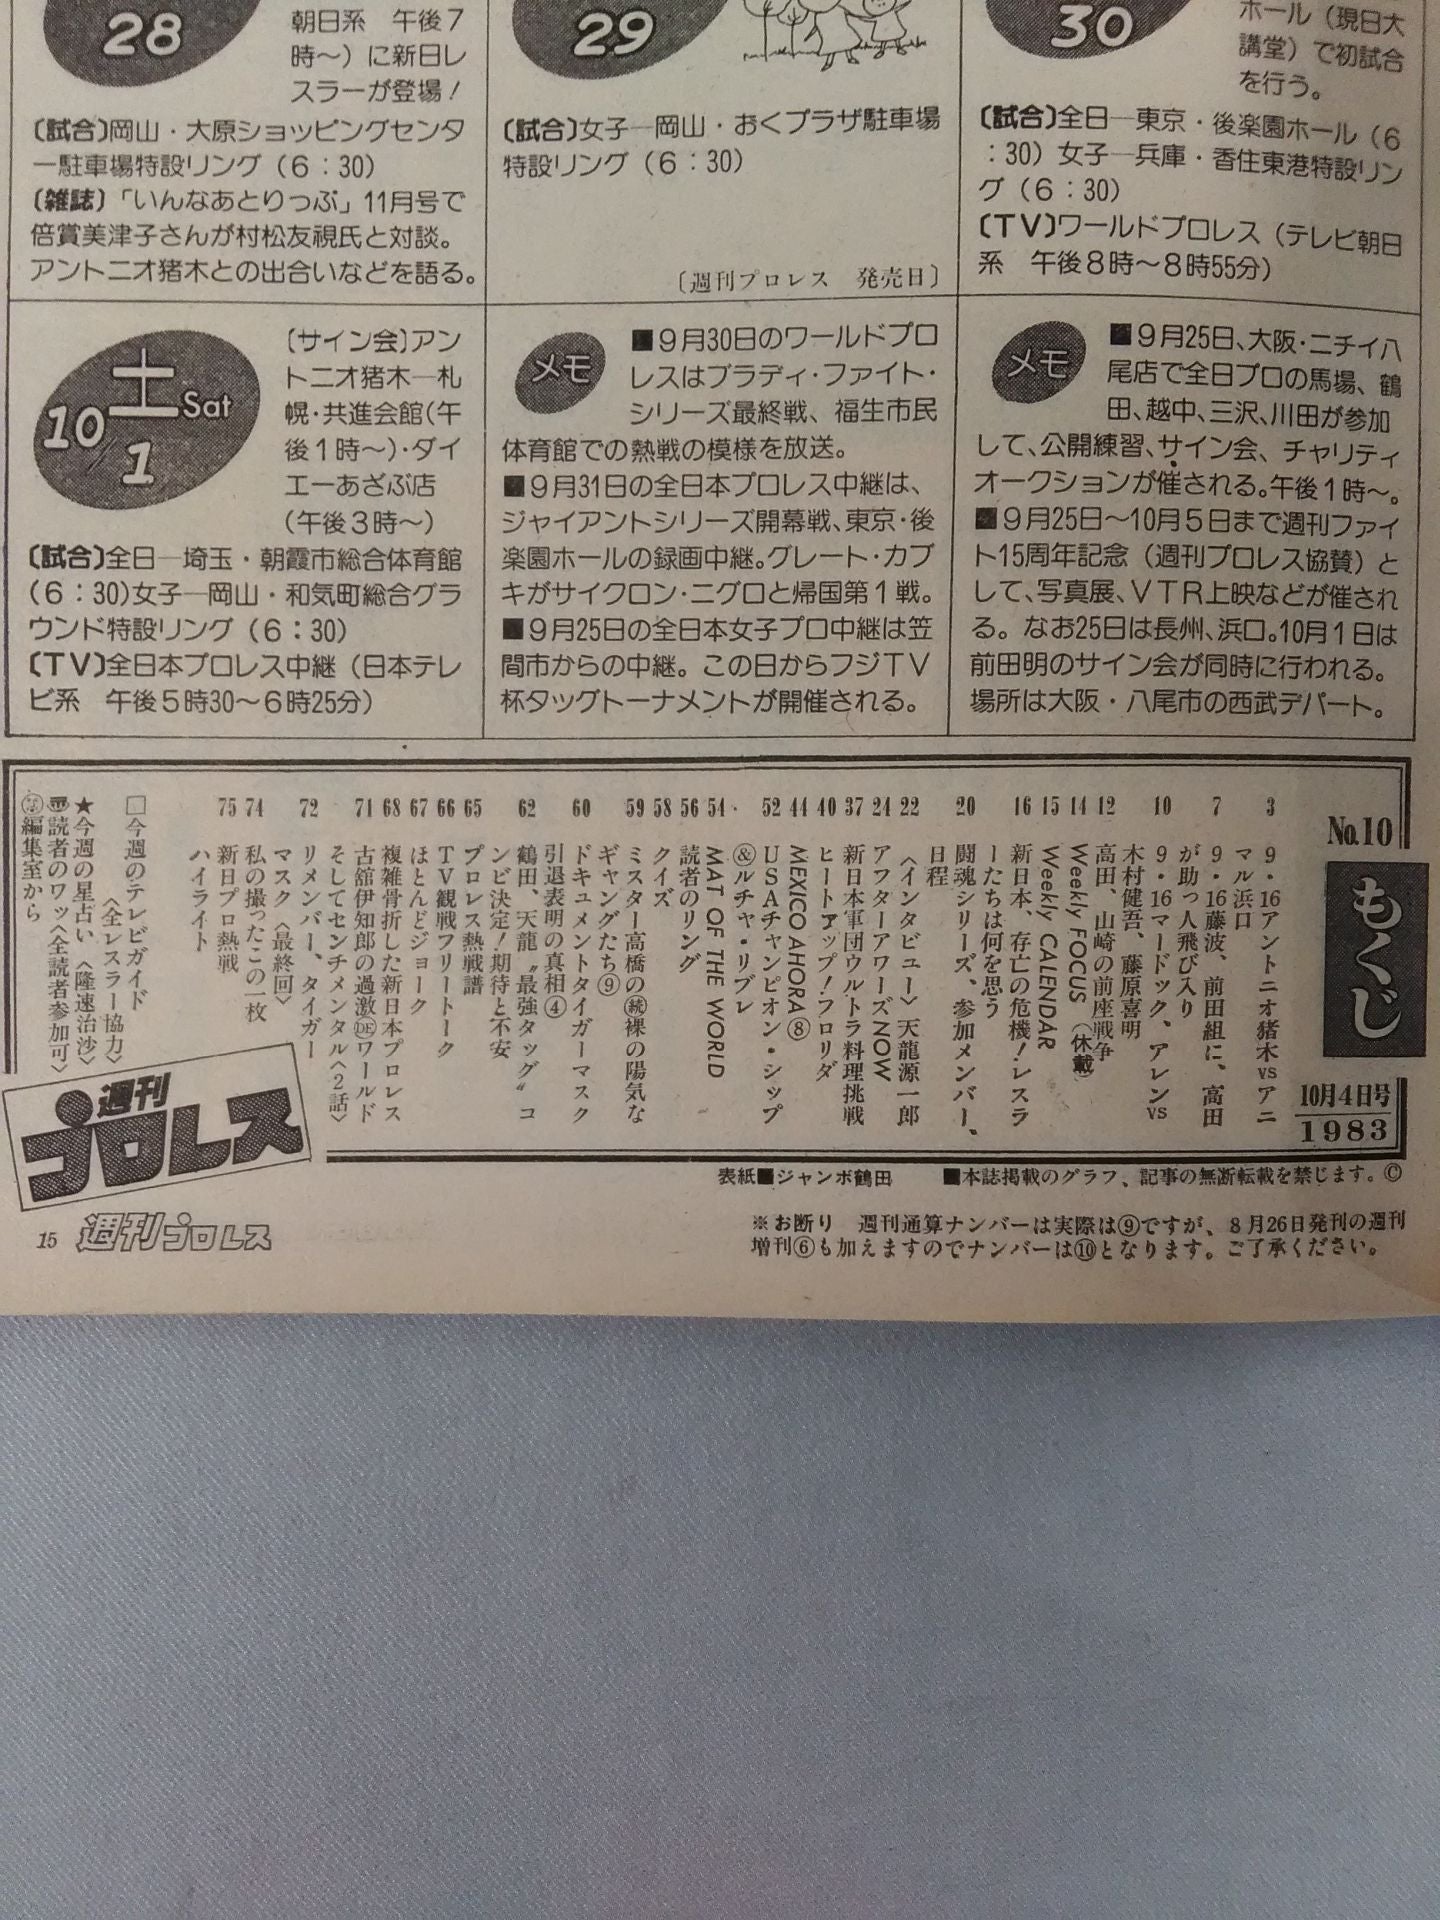 28
朝日系　午後7
時〜）に新日レ
スラーが登場！
〔試合〕岡山・大原ショッピングセンタ
ー駐車場特設リング（6：30）
〔雑誌〕「いんなあとりっぷ」11月号で
倍賞美津子さんが村松友視氏と対談。
アントニオ猪木との出合いなどを語る。
29
〔試合〕女子―岡山・おくプラザ駐車場
特設リング（6：30）
〔週刊プロレス　発売日〕
30
ホール（現日大
講堂）で初試合
を行う。
〔試合〕全日―東京・後楽園ホール（6
：30）女子―兵庫・香住東港特設リン
グ（6：30）
〔TV〕ワールドプロレス（テレビ朝日
系　午後8時〜8時55分）
10/1
土 Sat
〔サイン会〕アン
トニオ猪木―札
幌・共進会館（午
後1時〜）・ダイ
エーあざぶ店
（午後3時〜）
〔試合〕全日―埼玉・朝霞市総合体育館
（6：30）女子―岡山・和気町総合グラ
ウンド特設リング（6：30）
〔TV〕全日本プロレス中継（日本テレ
ビ系　午後5時30〜6時25分）
メモ
■9月30日のワールドプロ
レスはブラディ・ファイト・
シリーズ最終戦、福生市民
体育館での熱戦の模様を放送。
■9月31日の全日本プロレス中継は、
ジャイアントシリーズ開幕戦、東京・後
楽園ホールの録画中継。グレート・カブ
キがサイクロン・ニグロと帰国第1戦。
■9月25日の全日本女子プロ中継は笠
間市からの中継。この日からフジTV
杯タッグトーナメントが開催される。
メモ
■9月25日、大阪・ニチイ八
尾店で全日プロの馬場、鶴
田、越中、三沢、川田が参加
して、公開練習、サイン会、チャリティ
オークションが催される。午後1時〜。
■9月25日〜10月5日まで週刊ファイ
ト15周年記念（週刊プロレス協賛）と
して、写真展、VTR上映などが催され
る。なお25日は長州、浜口。10月1日は
前田明のサイン会が同時に行われる。
場所は大阪・八尾市の西武デパート。
No.10
もくじ
10月4日号
1983
3　9・16アントニオ猪木vsアニ
マル浜口
7　9・16藤波、前田組に、高田
が助っ人飛び入り
10　9・16マードック、アレンvs
木村健吾、藤原喜明
12　高田、山崎の前座戦争
14　Weekly FOCUS（休載）
15　Weekly CALENDAR
16　新日本、存亡の危機！レスラ
ーたちは何を思う
20　闘魂シリーズ、参加メンバー、
日程
22　〈インタビュー〉天龍源一郎
24　アフターアワーズNOW
37　新日本軍団ウルトラ料理挑戦
40　ヒートアップ！フロリダ
44　MEXICO AHORA⑧
52　USAチャンピオン・シップ
＆ルチャ・リブレ
54　MAT OF THE WORLD
56　読者のリング
58　クイズ
59　ミスター高橋の㊗裸の陽気な
ギャングたち⑨
60　ドキュメントタイガーマスク
引退表明の真相④
62　鶴田、天龍〝最強タッグ〟コ
ンビ決定！期待と不安
65　プロレス熱戦譜
66　TV観戦フリートーク
67　ほとんどジョーク
68　複雑骨折した新日本プロレス
71　古舘伊知郎の過激DEワールド
そしてセンチメンタル〈2話〉
72　リメンバー、タイガー
マスク〈最終回〉
74　私の撮ったこの一枚
75　新日プロ熱戦
ハイライト
□今週のテレビガイド
〈全レスラー協力〉
★今週の星占い〈隆速治沙〉
読者のワッ〈全読者参加可〉
編集室から
週刊
プロレス
表紙■ジャンボ鶴田　■本誌掲載のグラフ、記事の無断転載を禁じます。©
※お断り　週刊通算ナンバーは実際は⑨ですが、8月26日発刊の週刊
増刊⑥も加えますのでナンバーは⑩となります。ご了承ください。
15 週刊プロレス